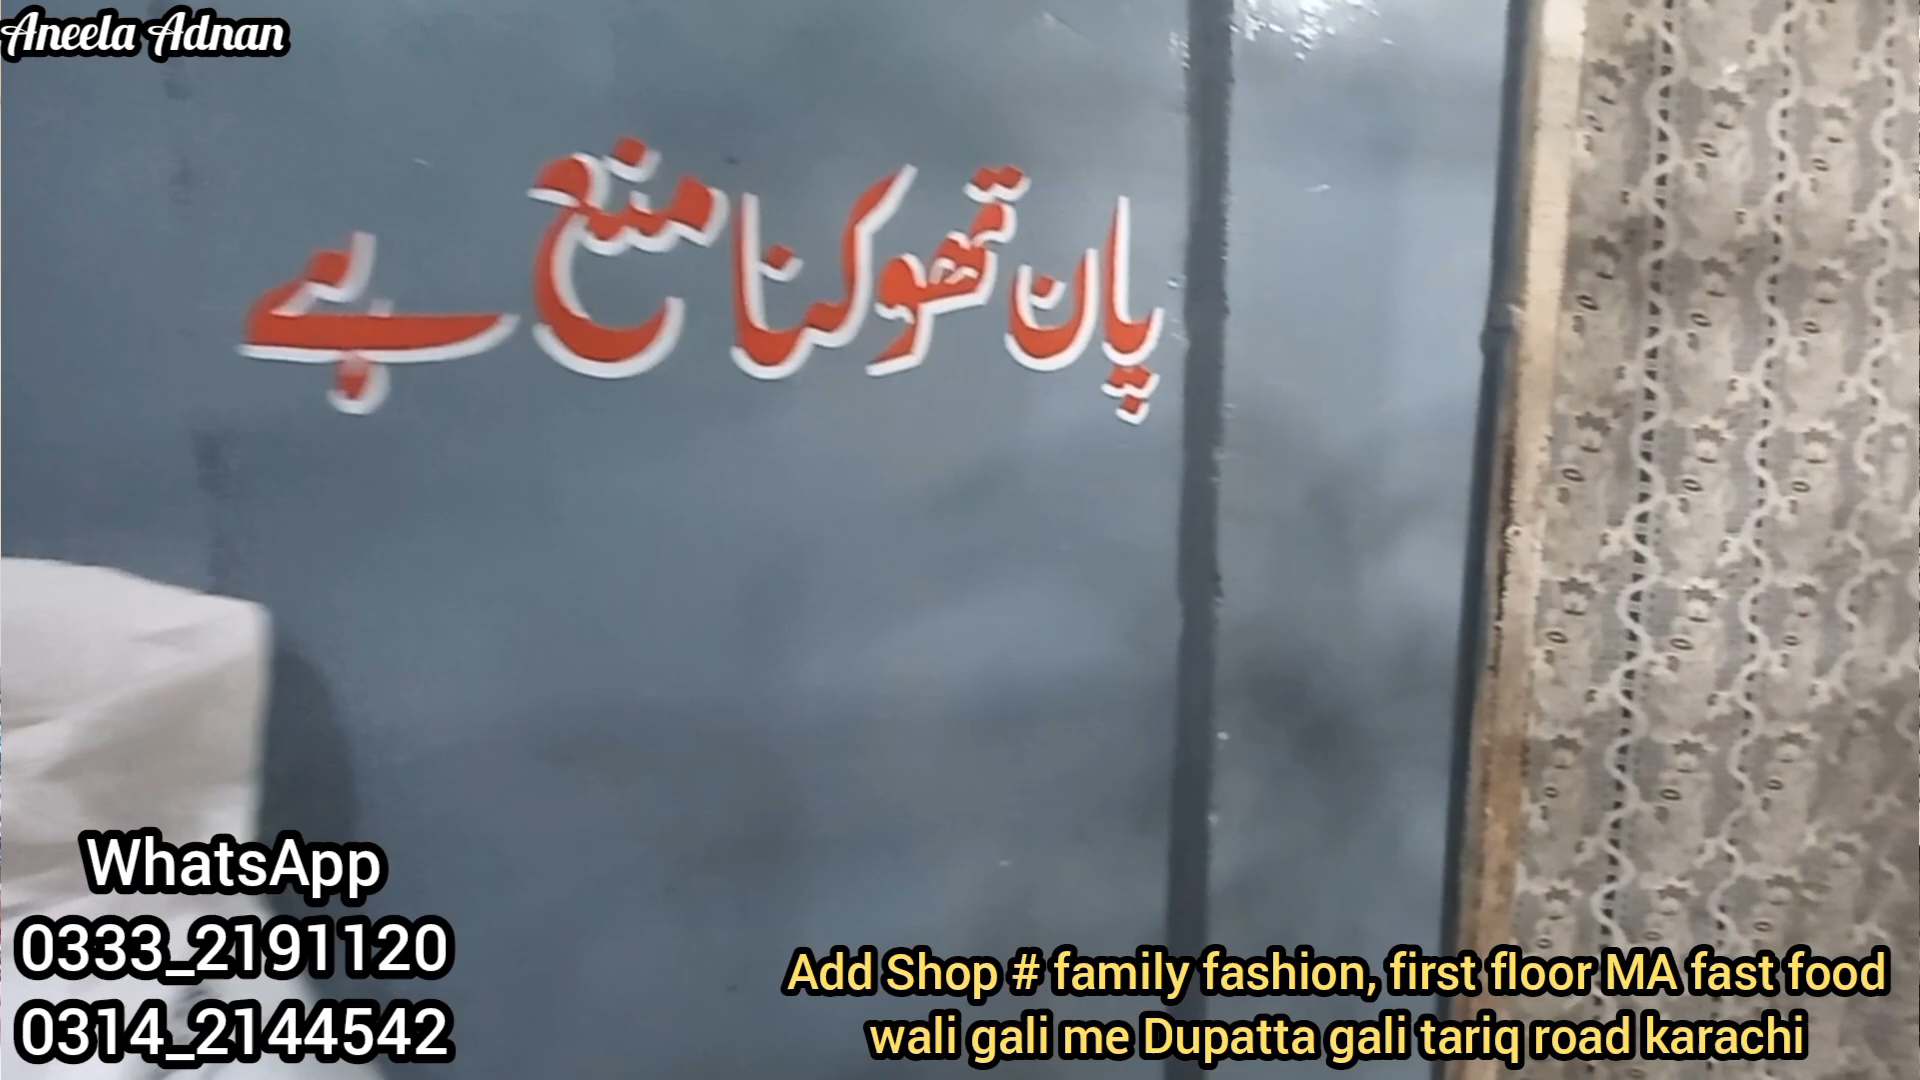 Aneela Adnan
پان تھوکنا منع ہے
WhatsApp
0333_2191120
0314_2144542
Add Shop # family fashion, first floor MA fast food
wali gali me Dupatta gali tariq road karachi